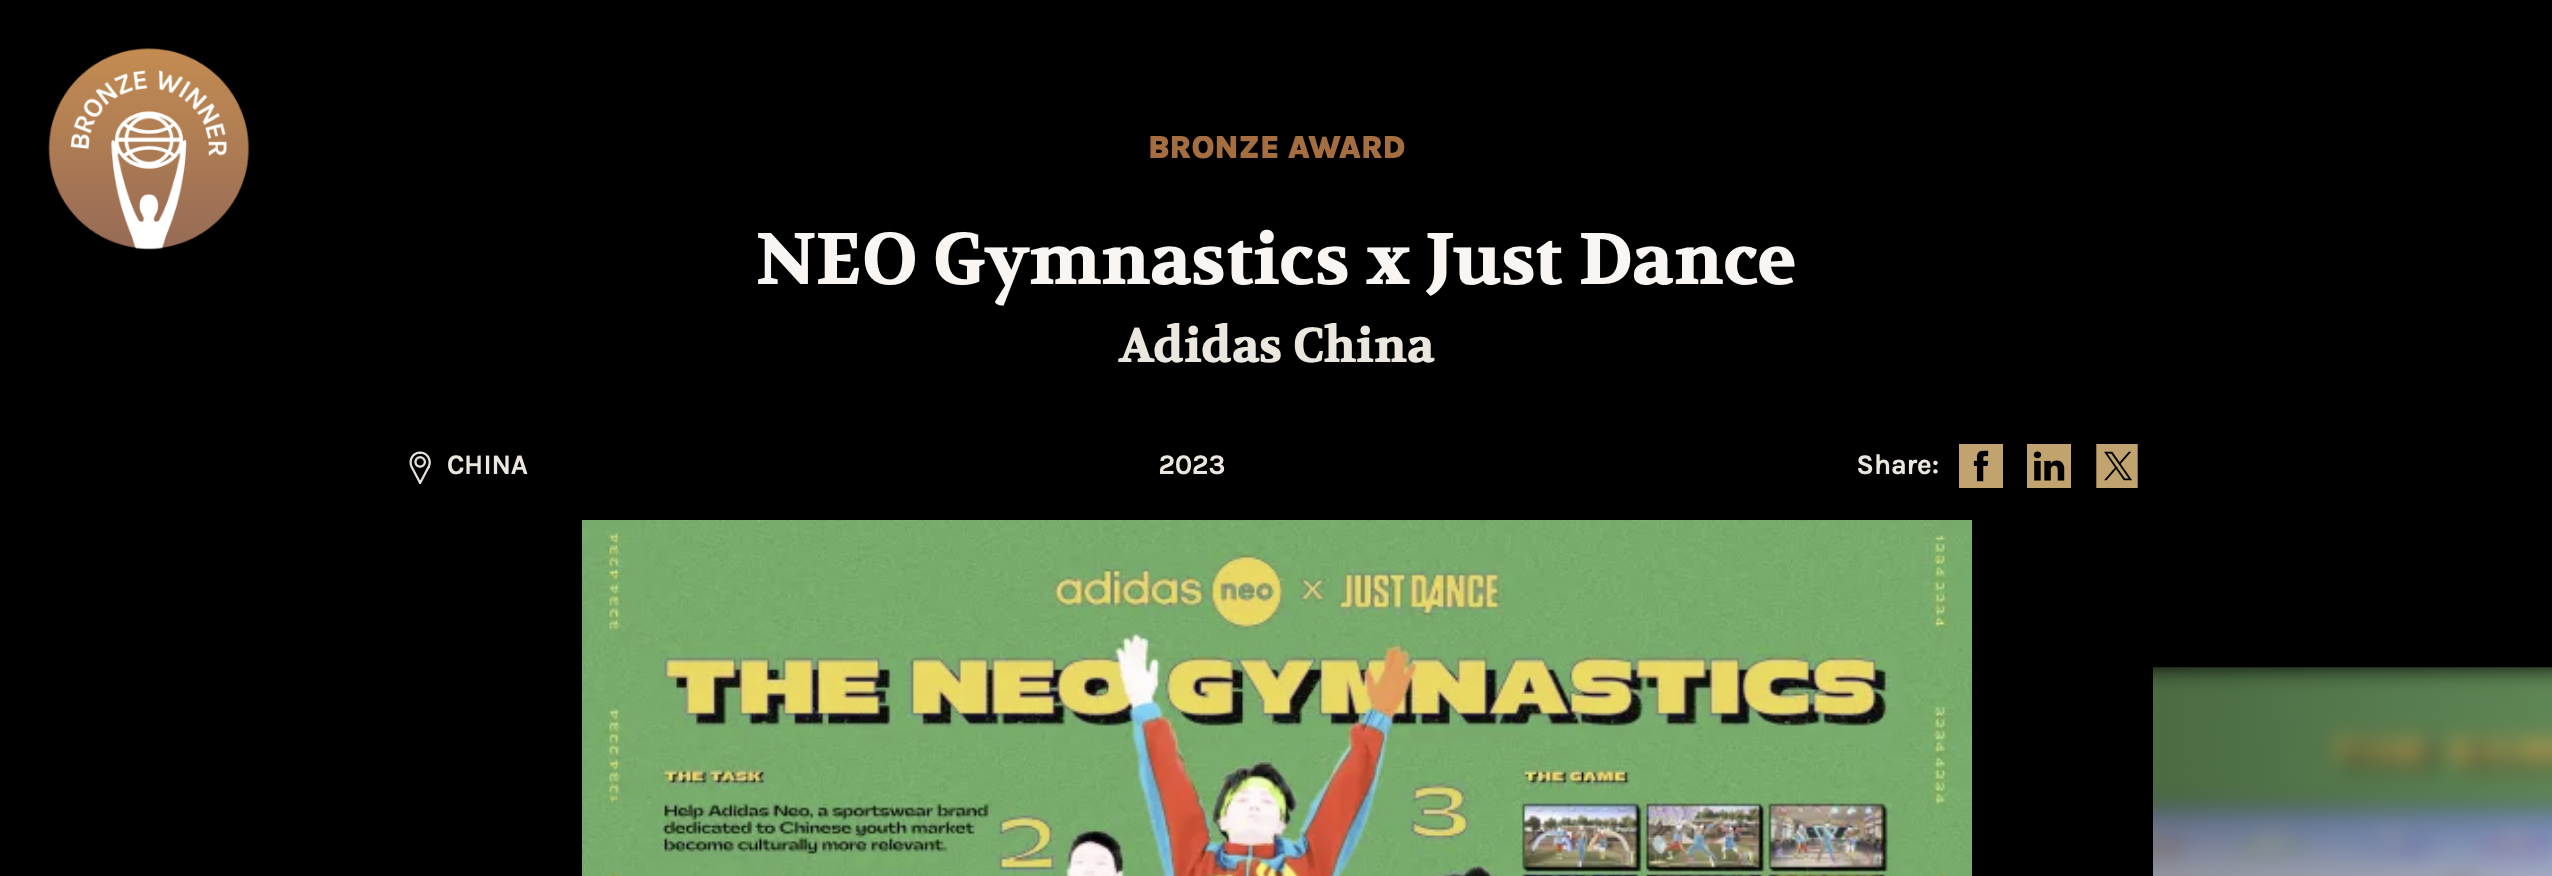 BRONZE WINNER
BRONZE AWARD
NEO Gymnastics x Just Dance
Adidas China
CHINA
2023
Share:
f
in
X
adidas neo x JUST DANCE
THE NEO GYMNASTICS
THE TASK
Help Adidas Neo, a sportswear brand
dedicated to Chinese youth market
become culturally more relevant.
2
3
THE GAME